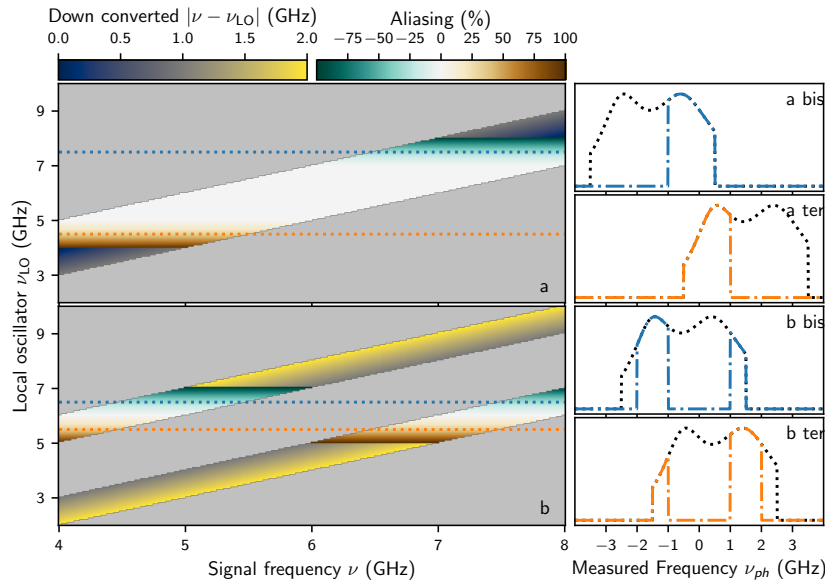 Down converted |ν − ν_LO| (GHz)
Aliasing (%)
0.0 0.5 1.0 1.5 2.0
−75 −50 −25 0 25 50 75 100
9
7
5
3
a
a bis
a ter
9
7
5
3
b
b bis
b ter
Local oscillator ν_LO (GHz)
4 5 6 7 8
−3 −2 −1 0 1 2 3
Signal frequency ν (GHz)
Measured Frequency ν_ph (GHz)